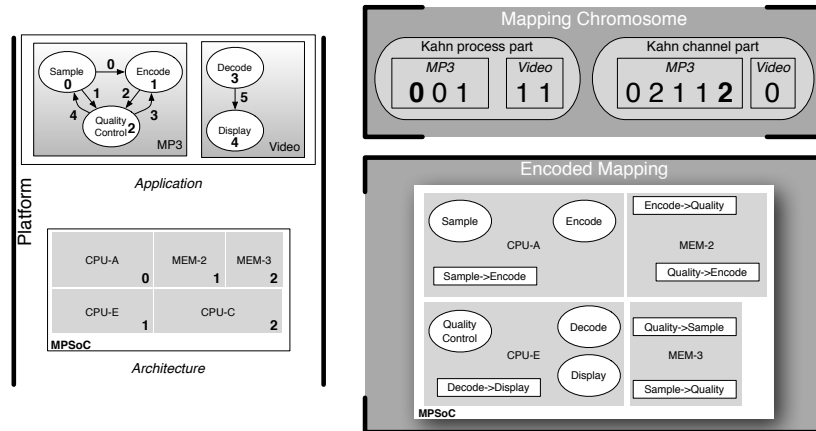 Platform
Sample
0
0
Encode
1
1
2
4
3
Quality
Control 2
MP3
Decode
3
5
Display
4
Video
Application
CPU-A
0
MEM-2
1
MEM-3
2
CPU-E
1
CPU-C
2
MPSoC
Architecture
Mapping Chromosome
Kahn process part
MP3
0 0 1
Video
1 1
Kahn channel part
MP3
0 2 1 1 2
Video
0
Encoded Mapping
Sample
Encode
CPU-A
Sample->Encode
Encode->Quality
MEM-2
Quality->Encode
Quality
Control
Decode
CPU-E
Display
Decode->Display
Quality->Sample
MEM-3
Sample->Quality
MPSoC